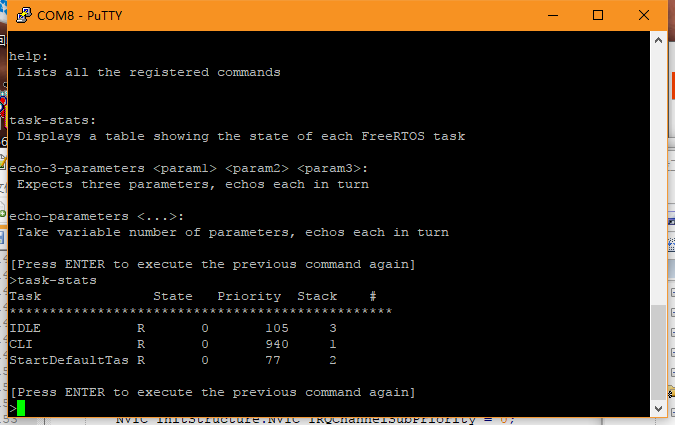 COM8 - PuTTY
help:
Lists all the registered commands
task-stats:
Displays a table showing the state of each FreeRTOS task
echo-3-parameters <param1> <param2> <param3>:
Expects three parameters, echos each in turn
echo-parameters <...>:
Take variable number of parameters, echos each in turn
[Press ENTER to execute the previous command again]
>task-stats
Task State Priority Stack #
************************************************
IDLE R 0 105 3
CLI R 0 940 1
StartDefaultTas R 0 77 2
[Press ENTER to execute the previous command again]
>
NVIC_InitStructure.NVIC_IRQChannelSubPriority = 0;